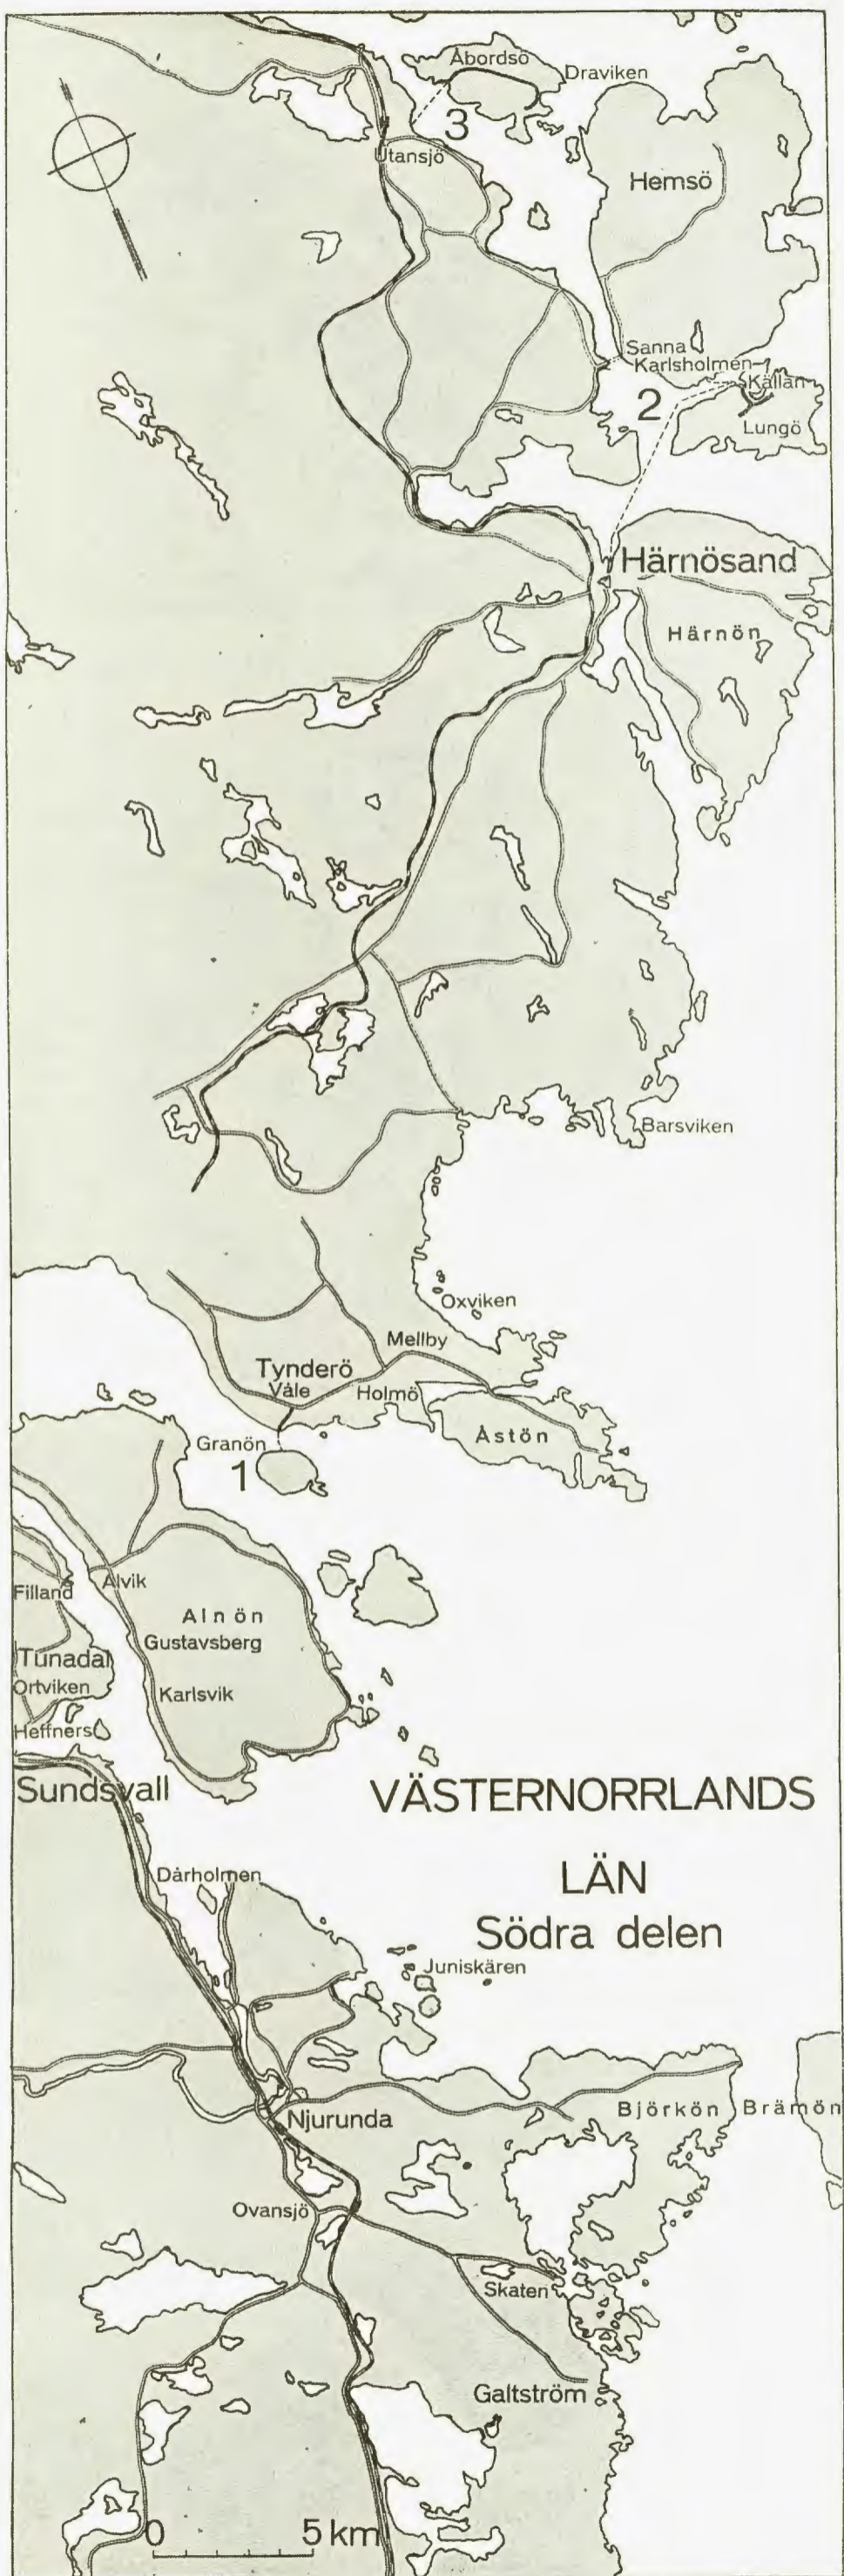 Åbordsö
Draviken
3
Utansjö
Hemsö
Sanna
Karlsholmen
Källan
2
Lungö
Härnösand
Härnön
Barsviken
Oxviken
Mellby
Tynderö
Våle
Holmö
Åstön
Granön
1
Alvik
Filland
Alnön
Gustavsberg
Tunadal
Ortviken
Karlsvik
Heffners
Sundsvall
VÄSTERNORRLANDS
LÄN
Södra delen
Dårholmen
Juniskären
Björkön
Brämön
Njurunda
Ovansjö
Skaten
Galtström
0 5 km